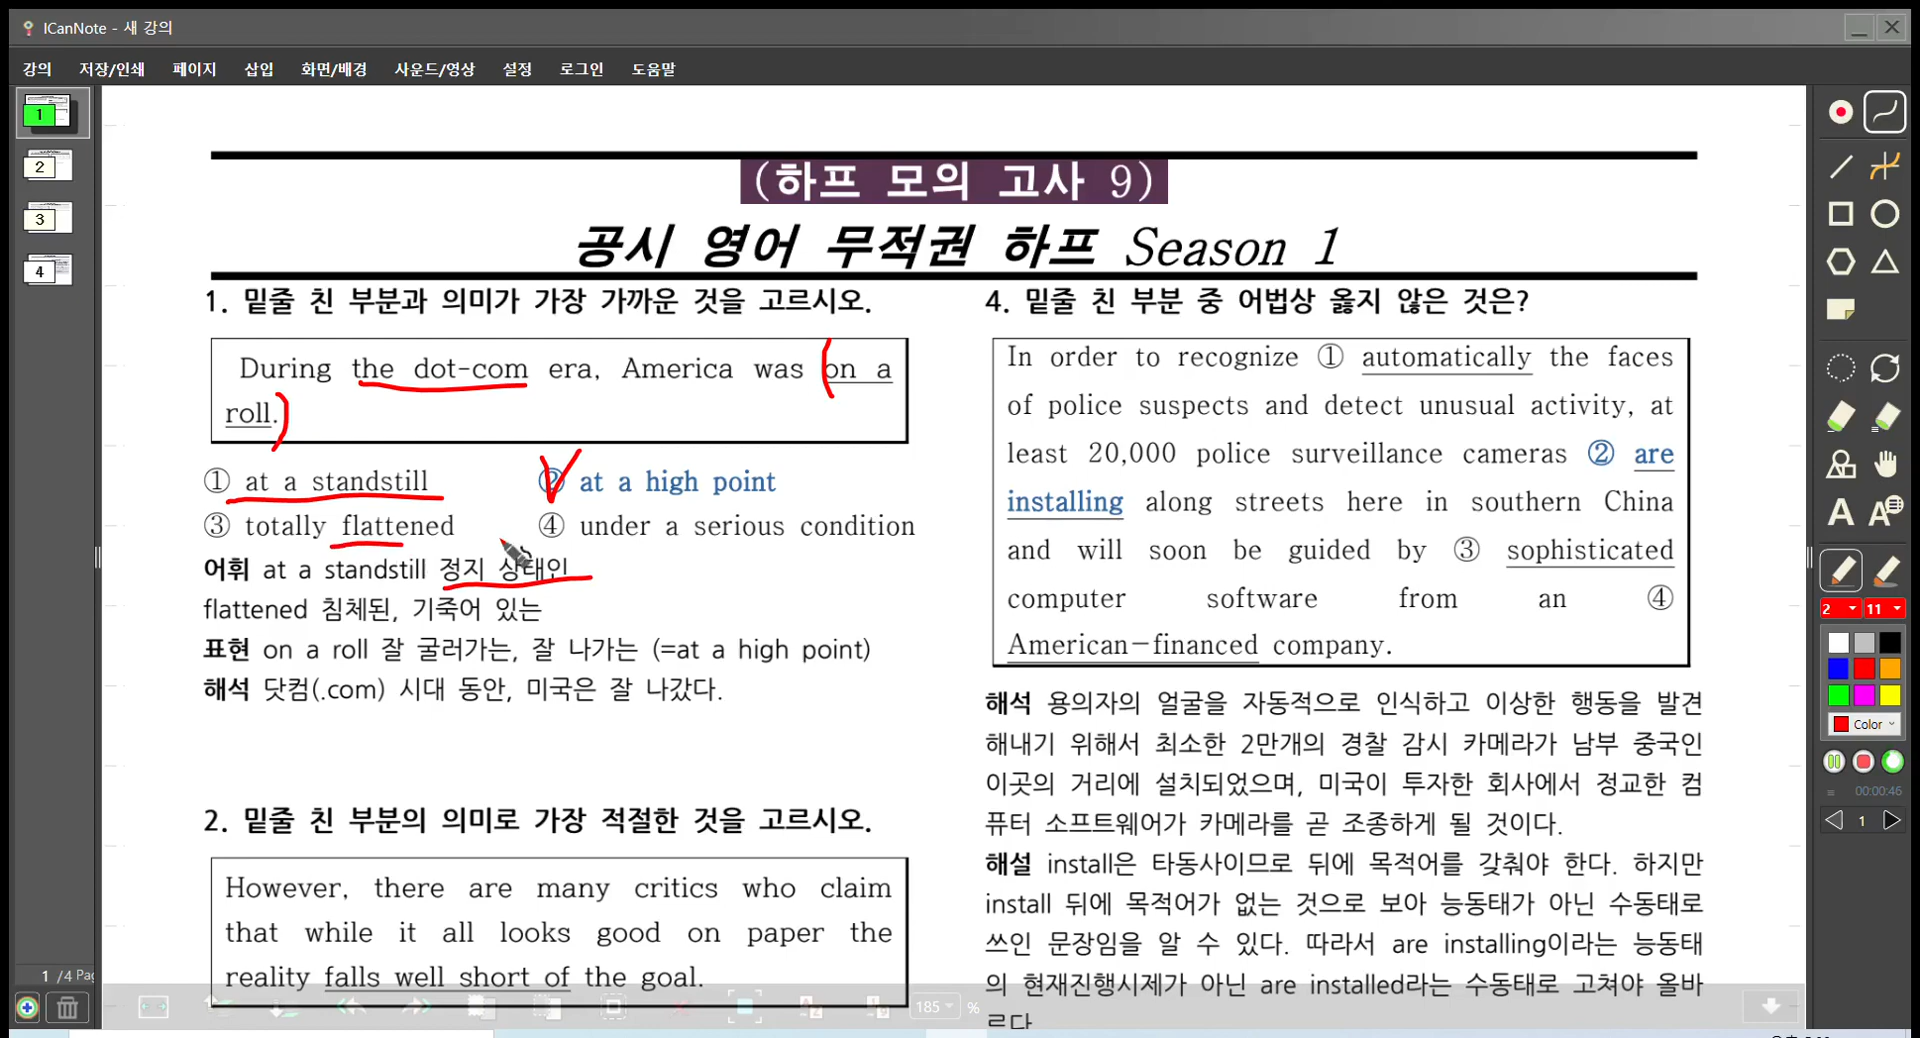 ICanNote - 새 강의
강의 저장/인쇄 페이지 삽입 화면/배경 사운드/영상 설정 로그인 도움말
1
2
3
4
(하프 모의 고사 9)
공시 영어 무적권 하프 Season 1
1. 밑줄 친 부분과 의미가 가장 가까운 것을 고르시오.
During the dot-com era, America was on a
roll.
① at a standstill ② at a high point
③ totally flattened ④ under a serious condition
어휘 at a standstill 정지 상태인
flattened 침체된, 기죽어 있는
표현 on a roll 잘 굴러가는, 잘 나가는 (=at a high point)
해석 닷컴(.com) 시대 동안, 미국은 잘 나갔다.
2. 밑줄 친 부분의 의미로 가장 적절한 것을 고르시오.
However, there are many critics who claim
that while it all looks good on paper the
reality falls well short of the goal.
4. 밑줄 친 부분 중 어법상 옳지 않은 것은?
In order to recognize ① automatically the faces
of police suspects and detect unusual activity, at
least 20,000 police surveillance cameras ② are
installing along streets here in southern China
and will soon be guided by ③ sophisticated
computer software from an ④
American-financed company.
해석 용의자의 얼굴을 자동적으로 인식하고 이상한 행동을 발견
해내기 위해서 최소한 2만개의 경찰 감시 카메라가 남부 중국인
이곳의 거리에 설치되었으며, 미국이 투자한 회사에서 정교한 컴
퓨터 소프트웨어가 카메라를 곧 조종하게 될 것이다.
해설 install은 타동사이므로 뒤에 목적어를 갖춰야 한다. 하지만
install 뒤에 목적어가 없는 것으로 보아 능동태가 아닌 수동태로
쓰인 문장임을 알 수 있다. 따라서 are installing이라는 능동태
의 현재진행시제가 아닌 are installed라는 수동태로 고쳐야 올바
르다
2 11
Color
00:00:46
1
1 /4 Pag
185 %